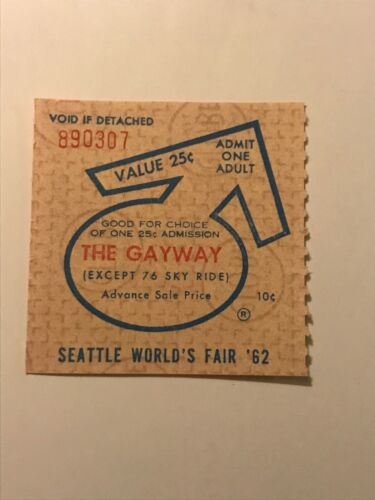 VOID IF DETACHED
890307
VALUE 25¢
ADMIT
ONE
ADULT
GOOD FOR CHOICE
OF ONE 25¢ ADMISSION
THE GAYWAY
(EXCEPT 76 SKY RIDE)
Advance Sale Price 10¢
®
SEATTLE WORLD'S FAIR '62